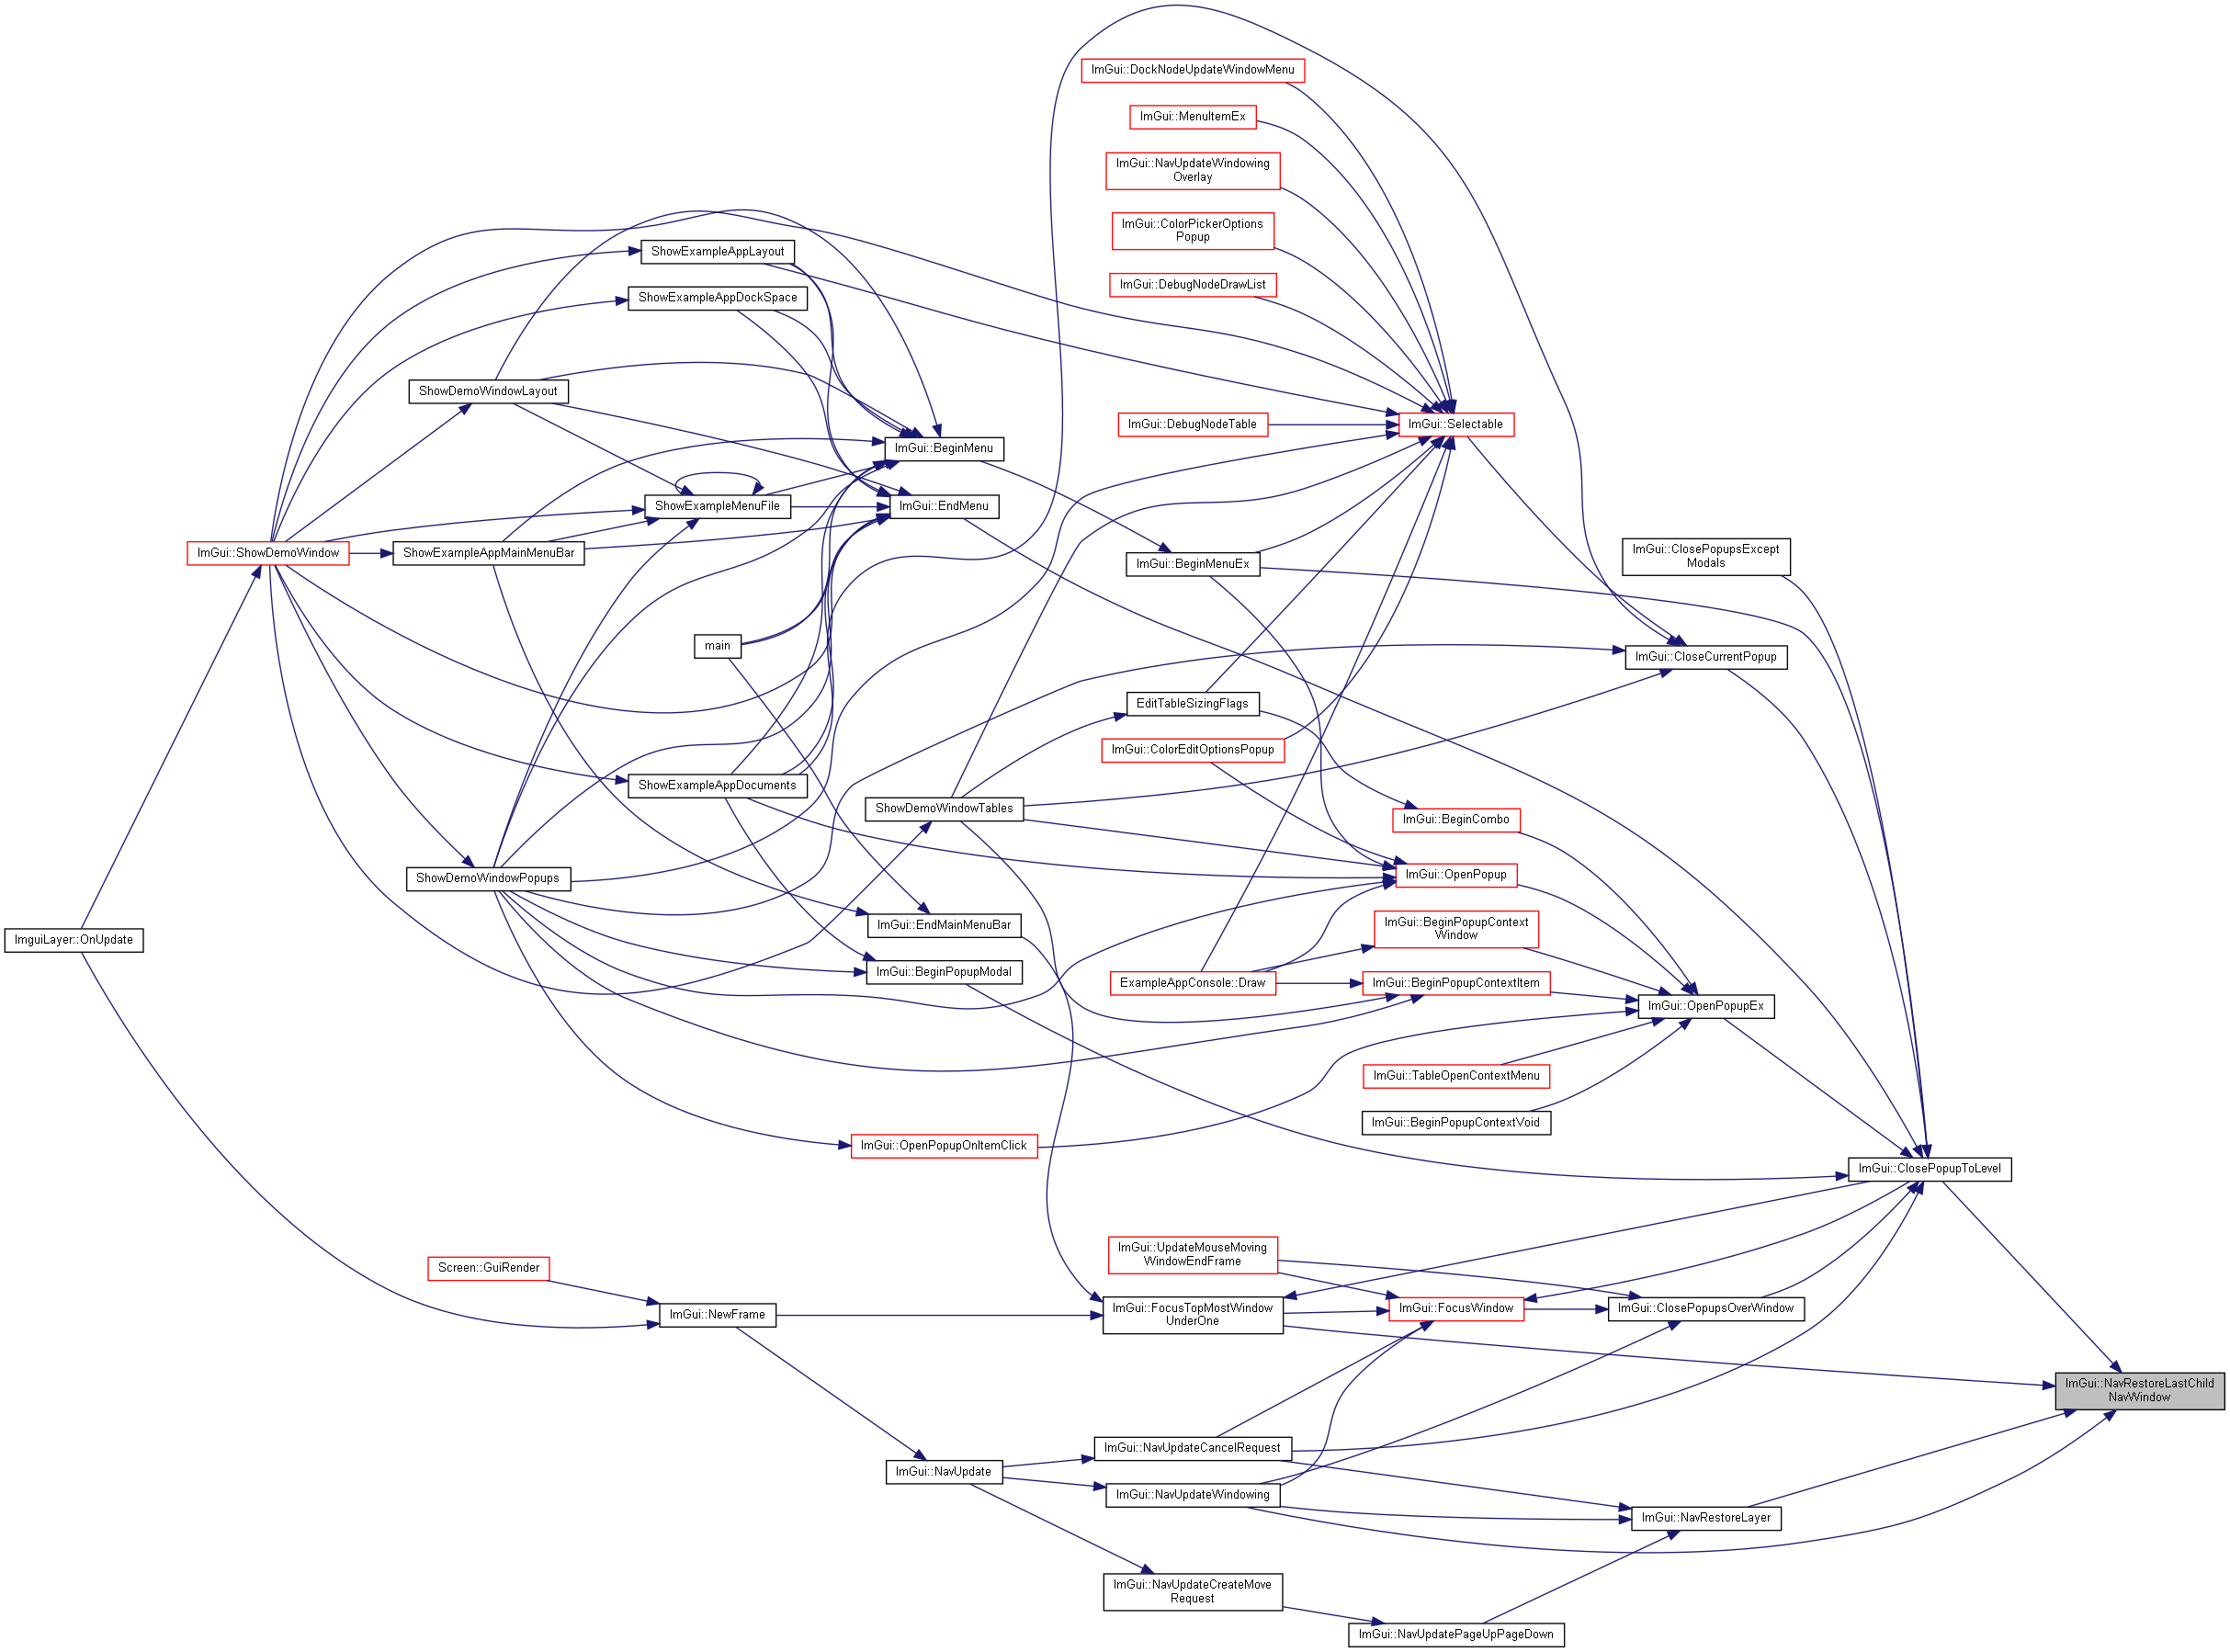 ImGui::DockNodeUpdateWindowMenu
ImGui::MenuItemEx
ImGui::NavUpdateWindowing
Overlay
ImGui::ColorPickerOptions
Popup
ShowExampleAppLayout
ImGui::DebugNodeDrawList
ShowExampleAppDockSpace
ShowDemoWindowLayout
ImGui::DebugNodeTable
ImGui::Selectable
ImGui::BeginMenu
ShowExampleMenuFile
ImGui::EndMenu
ImGui::ShowDemoWindow
ShowExampleAppMainMenuBar
ImGui::BeginMenuEx
ImGui::ClosePopupsExcept
Modals
main
ImGui::CloseCurrentPopup
EditTableSizingFlags
ImGui::ColorEditOptionsPopup
ShowExampleAppDocuments
ShowDemoWindowTables
ImGui::BeginCombo
ShowDemoWindowPopups
ImGui::OpenPopup
ImguiLayer::OnUpdate
ImGui::EndMainMenuBar
ImGui::BeginPopupContext
Window
ImGui::BeginPopupModal
ExampleAppConsole::Draw
ImGui::BeginPopupContextItem
ImGui::OpenPopupEx
ImGui::TableOpenContextMenu
ImGui::BeginPopupContextVoid
ImGui::OpenPopupOnItemClick
ImGui::ClosePopupToLevel
ImGui::UpdateMouseMoving
WindowEndFrame
Screen::GuiRender
ImGui::NewFrame
ImGui::FocusTopMostWindow
UnderOne
ImGui::FocusWindow
ImGui::ClosePopupsOverWindow
ImGui::NavRestoreLastChild
NavWindow
ImGui::NavUpdateCancelRequest
ImGui::NavUpdate
ImGui::NavUpdateWindowing
ImGui::NavRestoreLayer
ImGui::NavUpdateCreateMove
Request
ImGui::NavUpdatePageUpPageDown